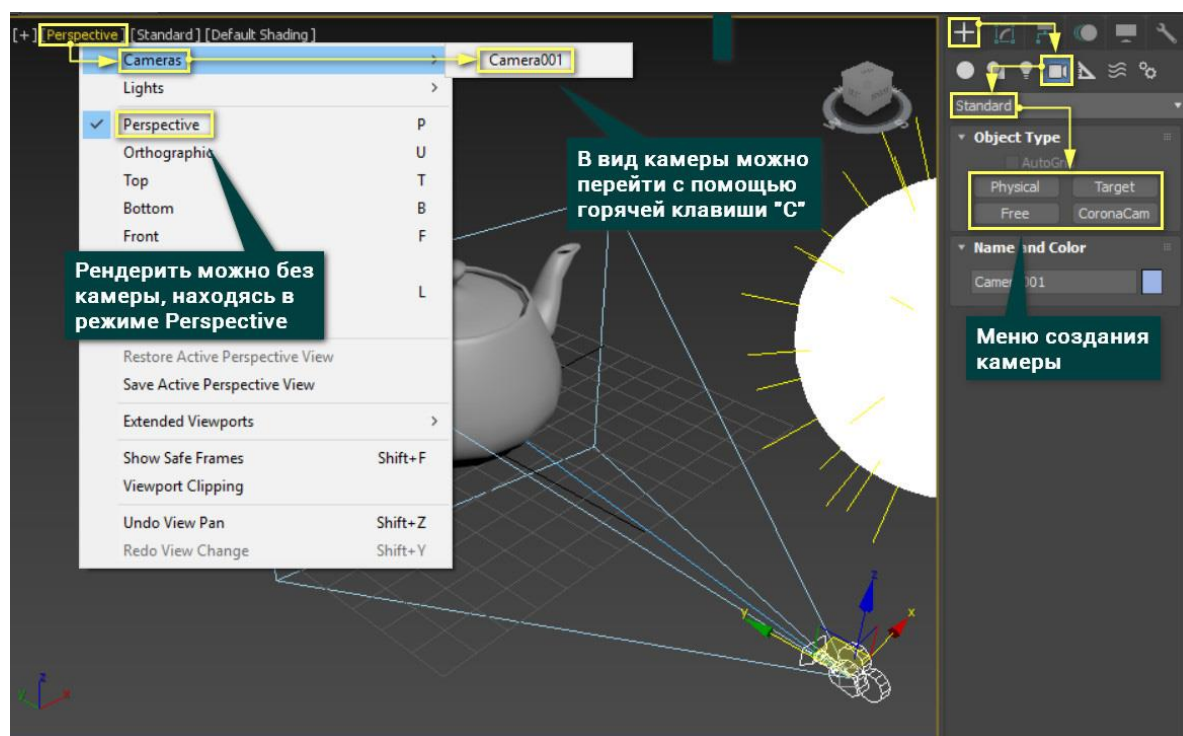 [+] [Perspective] [Standard] [Default Shading]
Cameras
Camera001
Lights
Perspective P
Orthographic U
Top T
Bottom B
Front F
L
Restore Active Perspective View
Save Active Perspective View
Extended Viewports
Show Safe Frames Shift+F
Viewport Clipping
Undo View Pan Shift+Z
Redo View Change Shift+Y
Рендерить можно без
камеры, находясь в
режиме Perspective
В вид камеры можно
перейти с помощью
горячей клавиши "C"
z
x
y
z
x
Standard
Object Type
Physical Target
Free CoronaCam
Name and Color
Меню создания
камеры